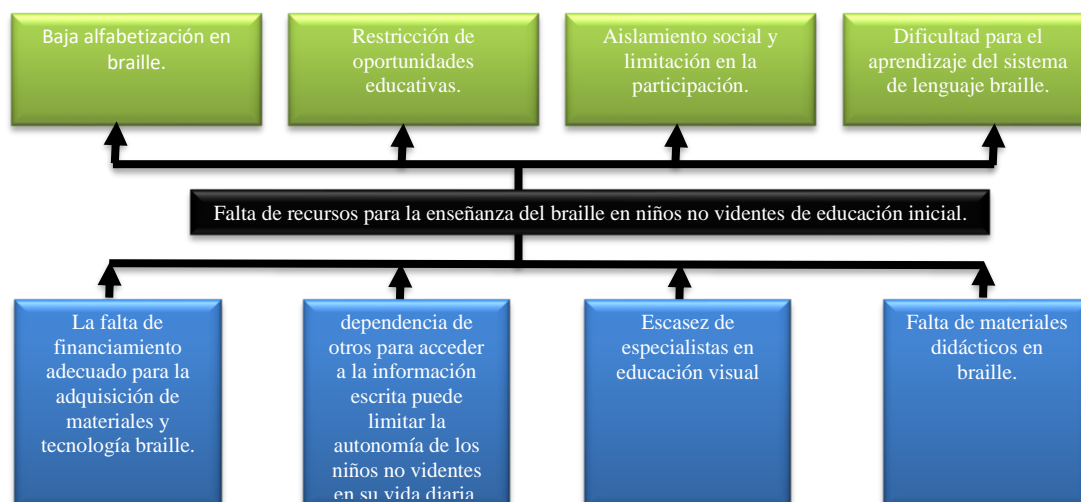 Baja alfabetización en
braille.
Restricción de
oportunidades
educativas.
Aislamiento social y
limitación en la
participación.
Dificultad para el
aprendizaje del sistema
de lenguaje braille.
Falta de recursos para la enseñanza del braille en niños no videntes de educación inicial.
La falta de
financiamiento
adecuado para la
adquisición de
materiales y
tecnología braille.
dependencia de
otros para acceder
a la información
escrita puede
limitar la
autonomía de los
niños no videntes
en su vida diaria
Escasez de
especialistas en
educación visual
Falta de materiales
didácticos en
braille.